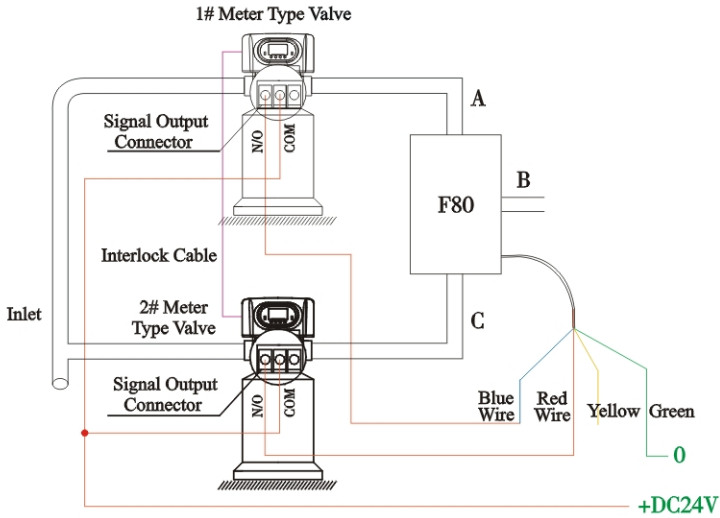 1# Meter Type Valve
A
Signal Output
Connector
N/O
COM
B
F80
Interlock Cable
Inlet
2# Meter
Type Valve
C
Signal Output
Connector
N/O
COM
Blue
Wire
Red
Wire
Yellow
Green
0
+DC24V